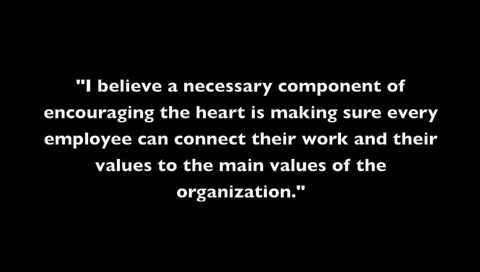 "I believe a necessary component of
encouraging the heart is making sure every
employee can connect their work and their
values to the main values of the
organization."